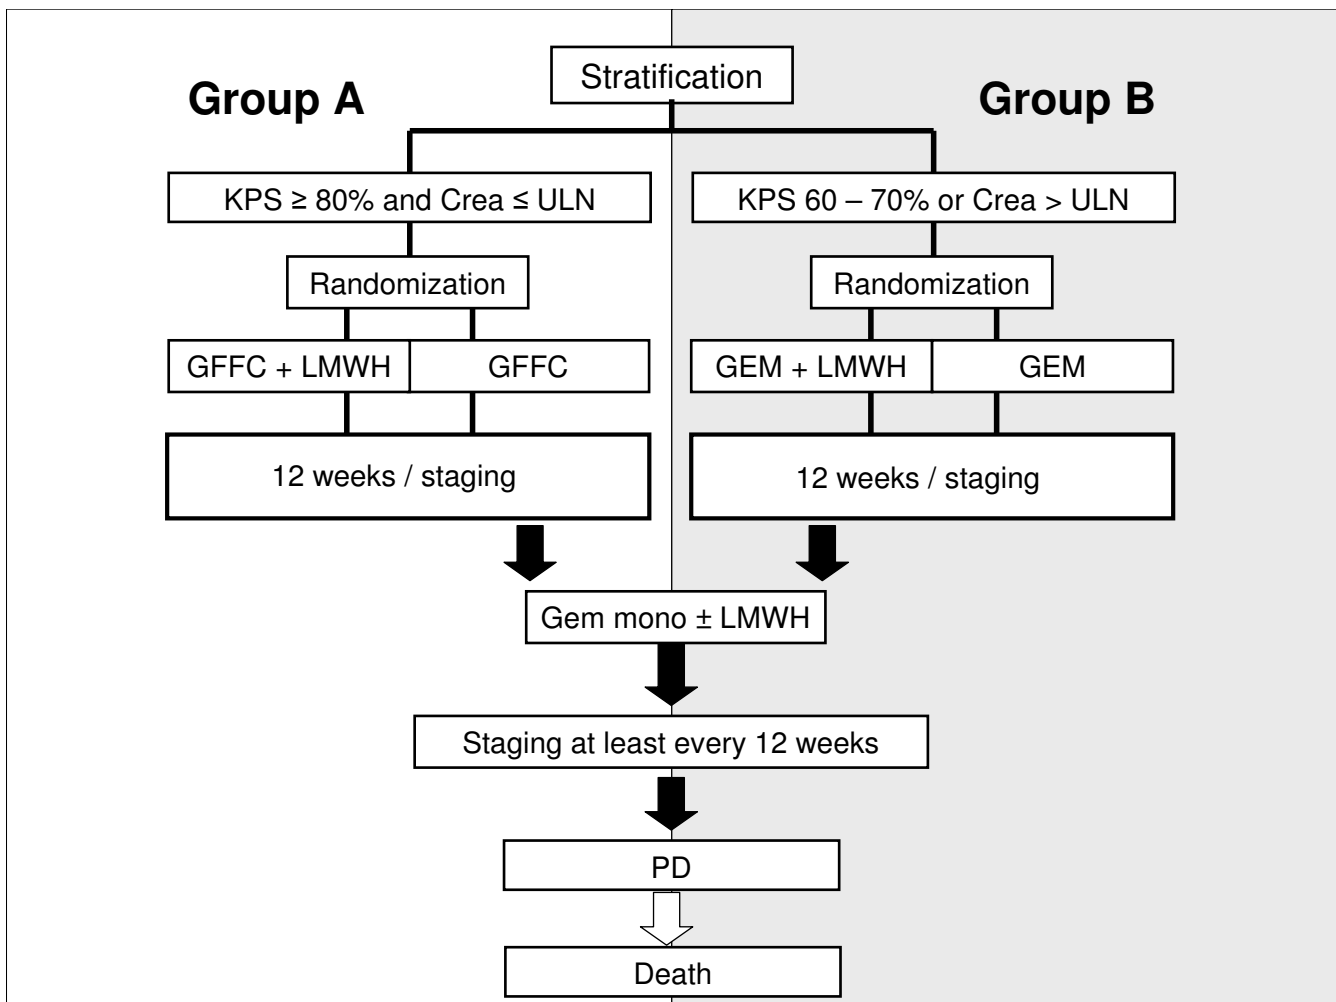 Stratification
Group A
Group B
KPS ≥ 80% and Crea ≤ ULN
KPS 60 – 70% or Crea > ULN
Randomization
Randomization
GFFC + LMWH
GFFC
GEM + LMWH
GEM
12 weeks / staging
12 weeks / staging
Gem mono ± LMWH
Staging at least every 12 weeks
PD
Death